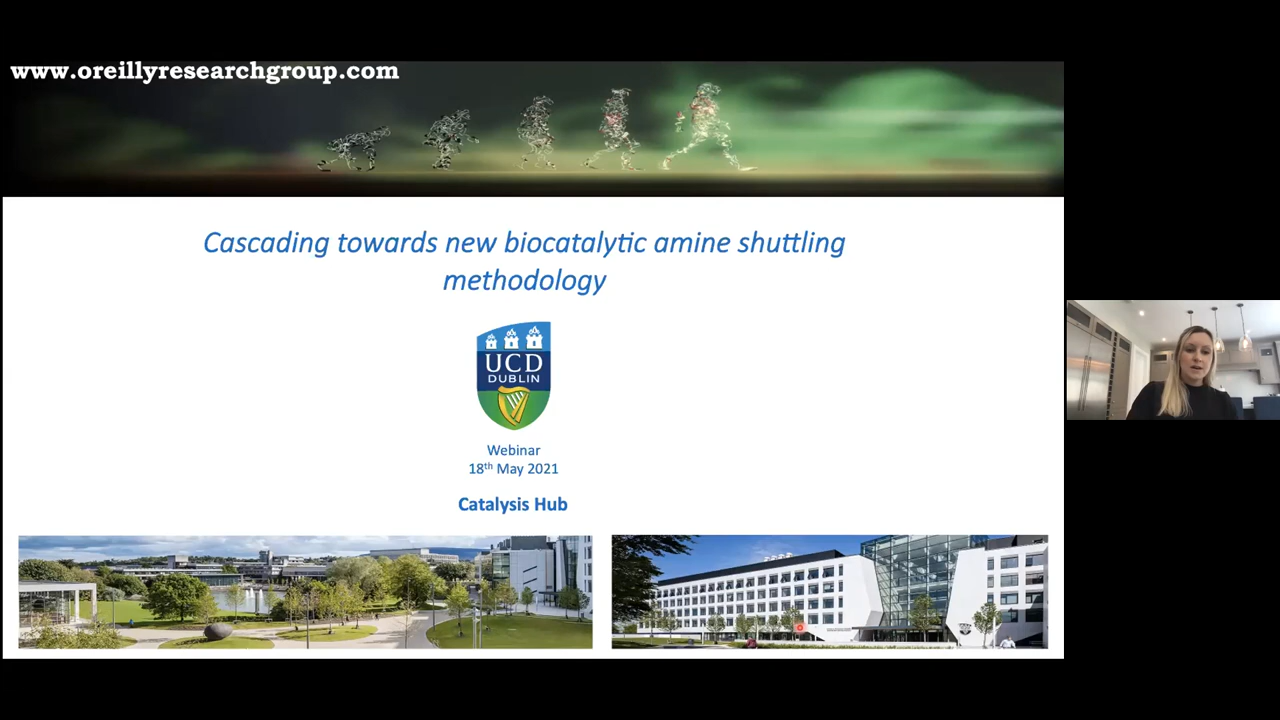 www.oreillyresearchgroup.com
Cascading towards new biocatalytic amine shuttling
methodology
UCD
DUBLIN
Webinar
18th May 2021
Catalysis Hub